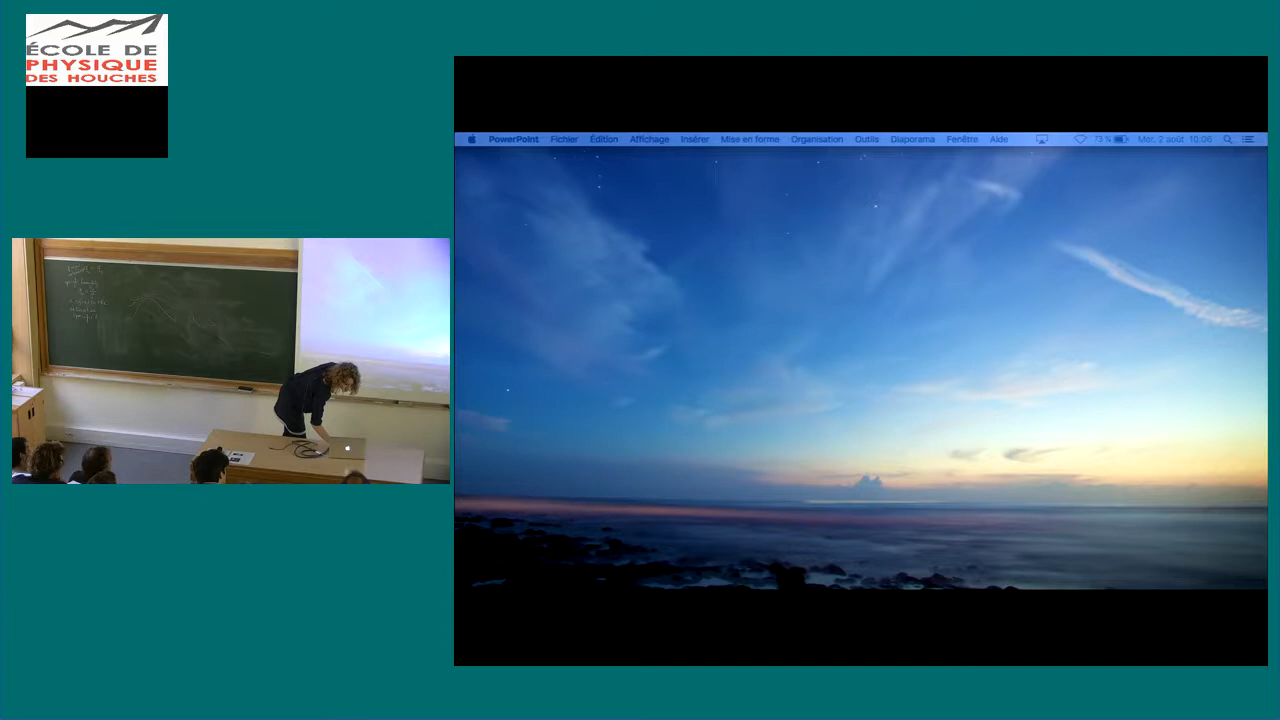 ÉCOLE DE
PHYSIQUE
DES HOUCHES
PowerPoint Fichier Édition Affichage Insérer Mise en forme Organisation Outils Diaporama Fenêtre Aide 73 % Mer. 2 août 10:06